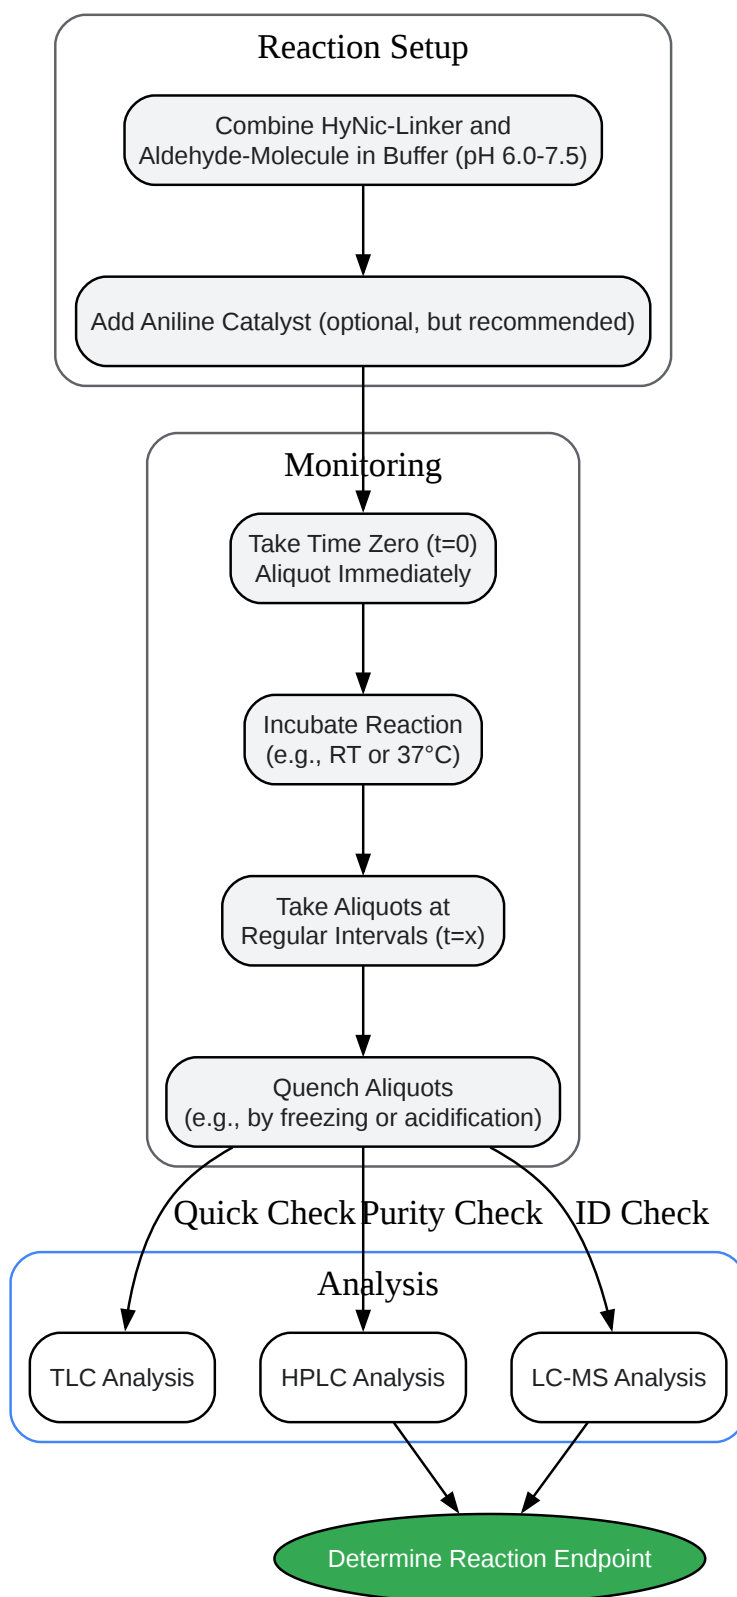 Reaction Setup
Combine HyNic-Linker and
Aldehyde-Molecule in Buffer (pH 6.0-7.5)
Add Aniline Catalyst (optional, but recommended)
Monitoring
Take Time Zero (t=0)
Aliquot Immediately
Incubate Reaction
(e.g., RT or 37°C)
Take Aliquots at
Regular Intervals (t=x)
Quench Aliquots
(e.g., by freezing or acidification)
Quick Check
Purity Check
ID Check
Analysis
TLC Analysis
HPLC Analysis
LC-MS Analysis
Determine Reaction Endpoint